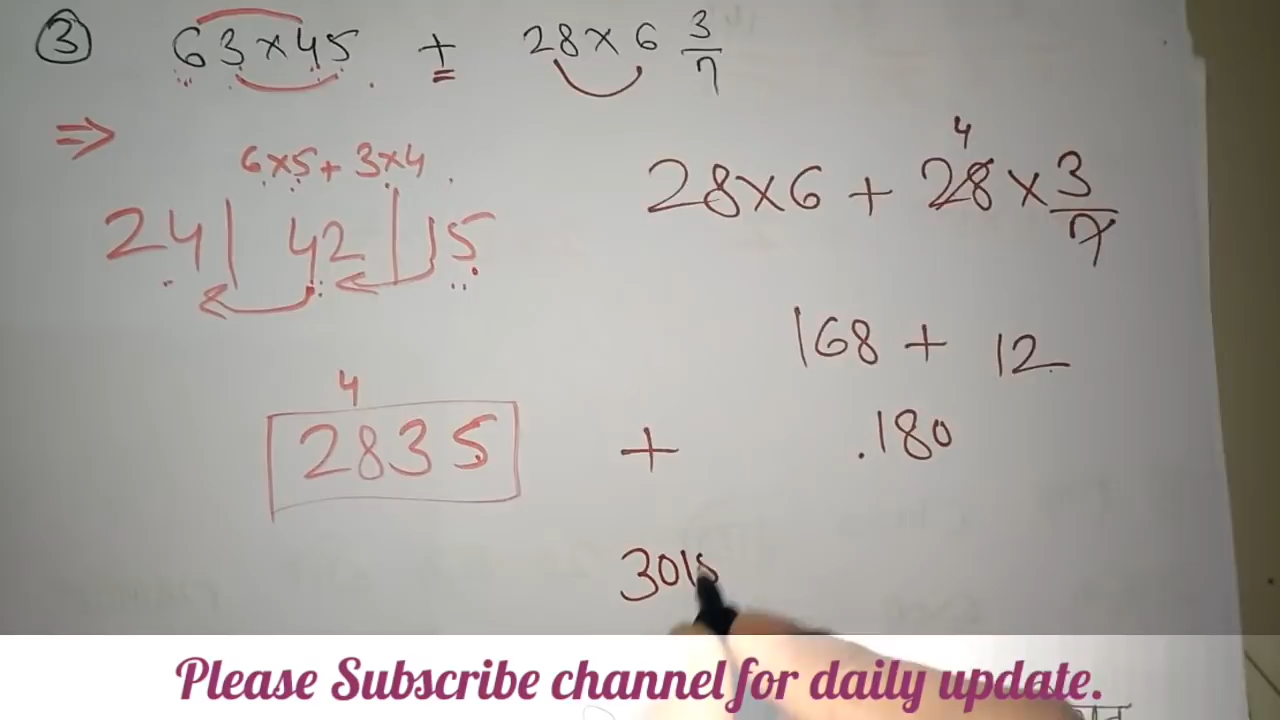 ③ 63×45 + 28×6 3/7
⇒
6×5+ 3×4
24| 42 |15
28×6 + 28×3/7
4
168 + 12
4
2835 + .180
3015
Please Subscribe channel for daily update.